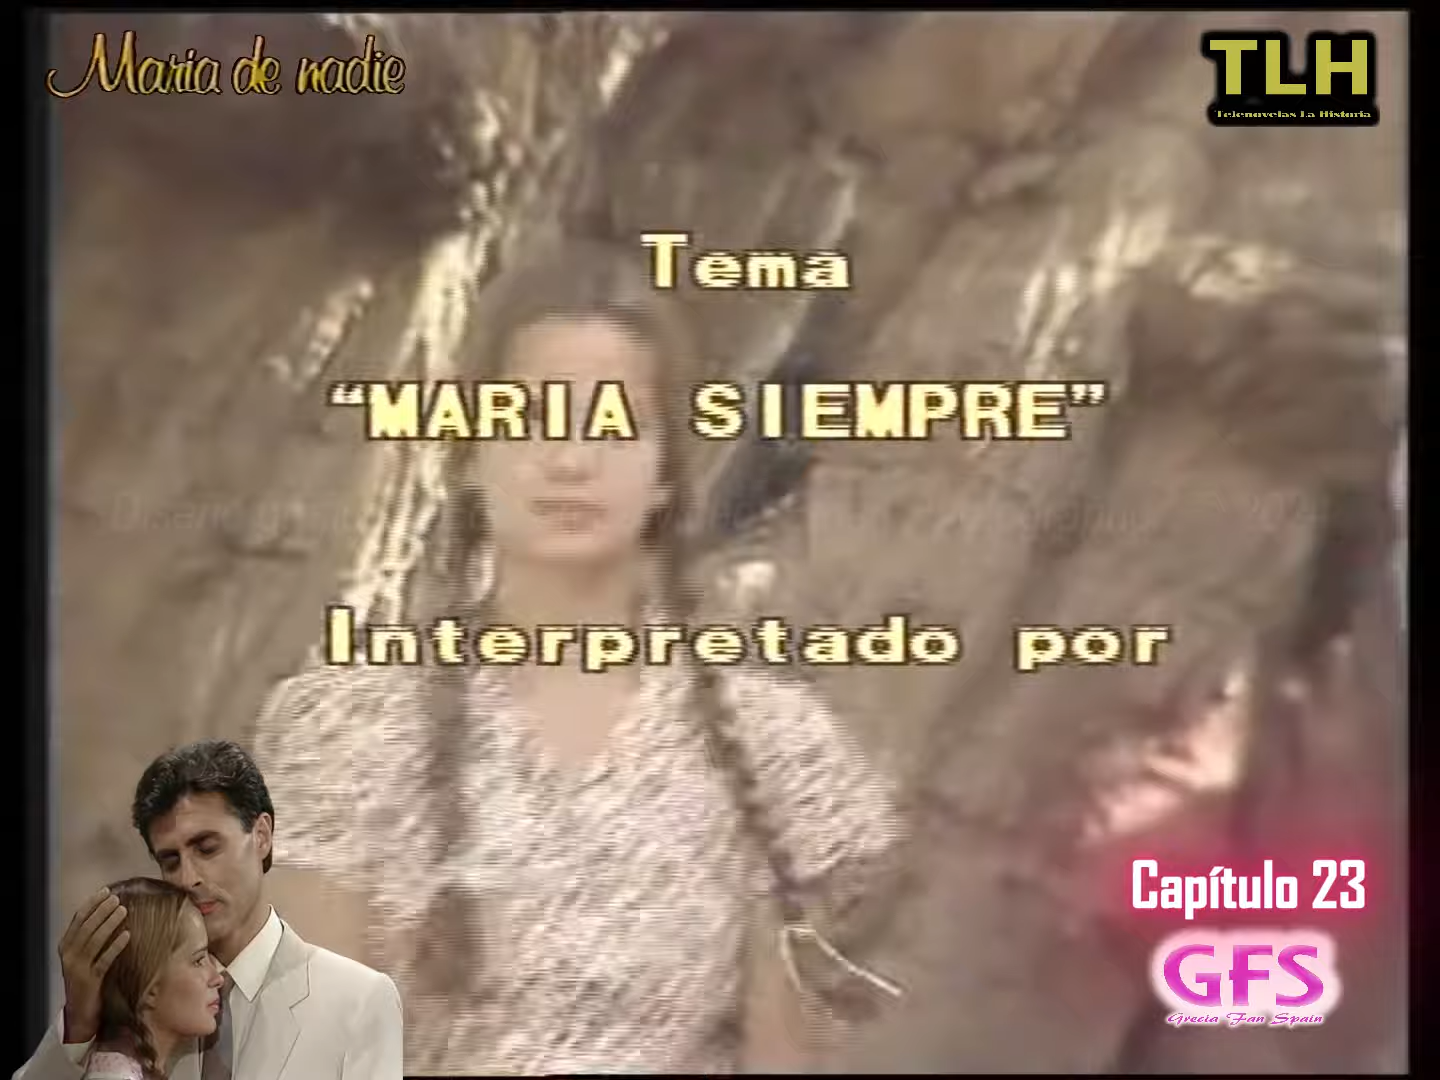 Maria de nadie
TLH
Telenovelas La Historia
Tema
“MARIA SIEMPRE”
Interpretado por
Capítulo 23
GFS
Grecia Fan Spain